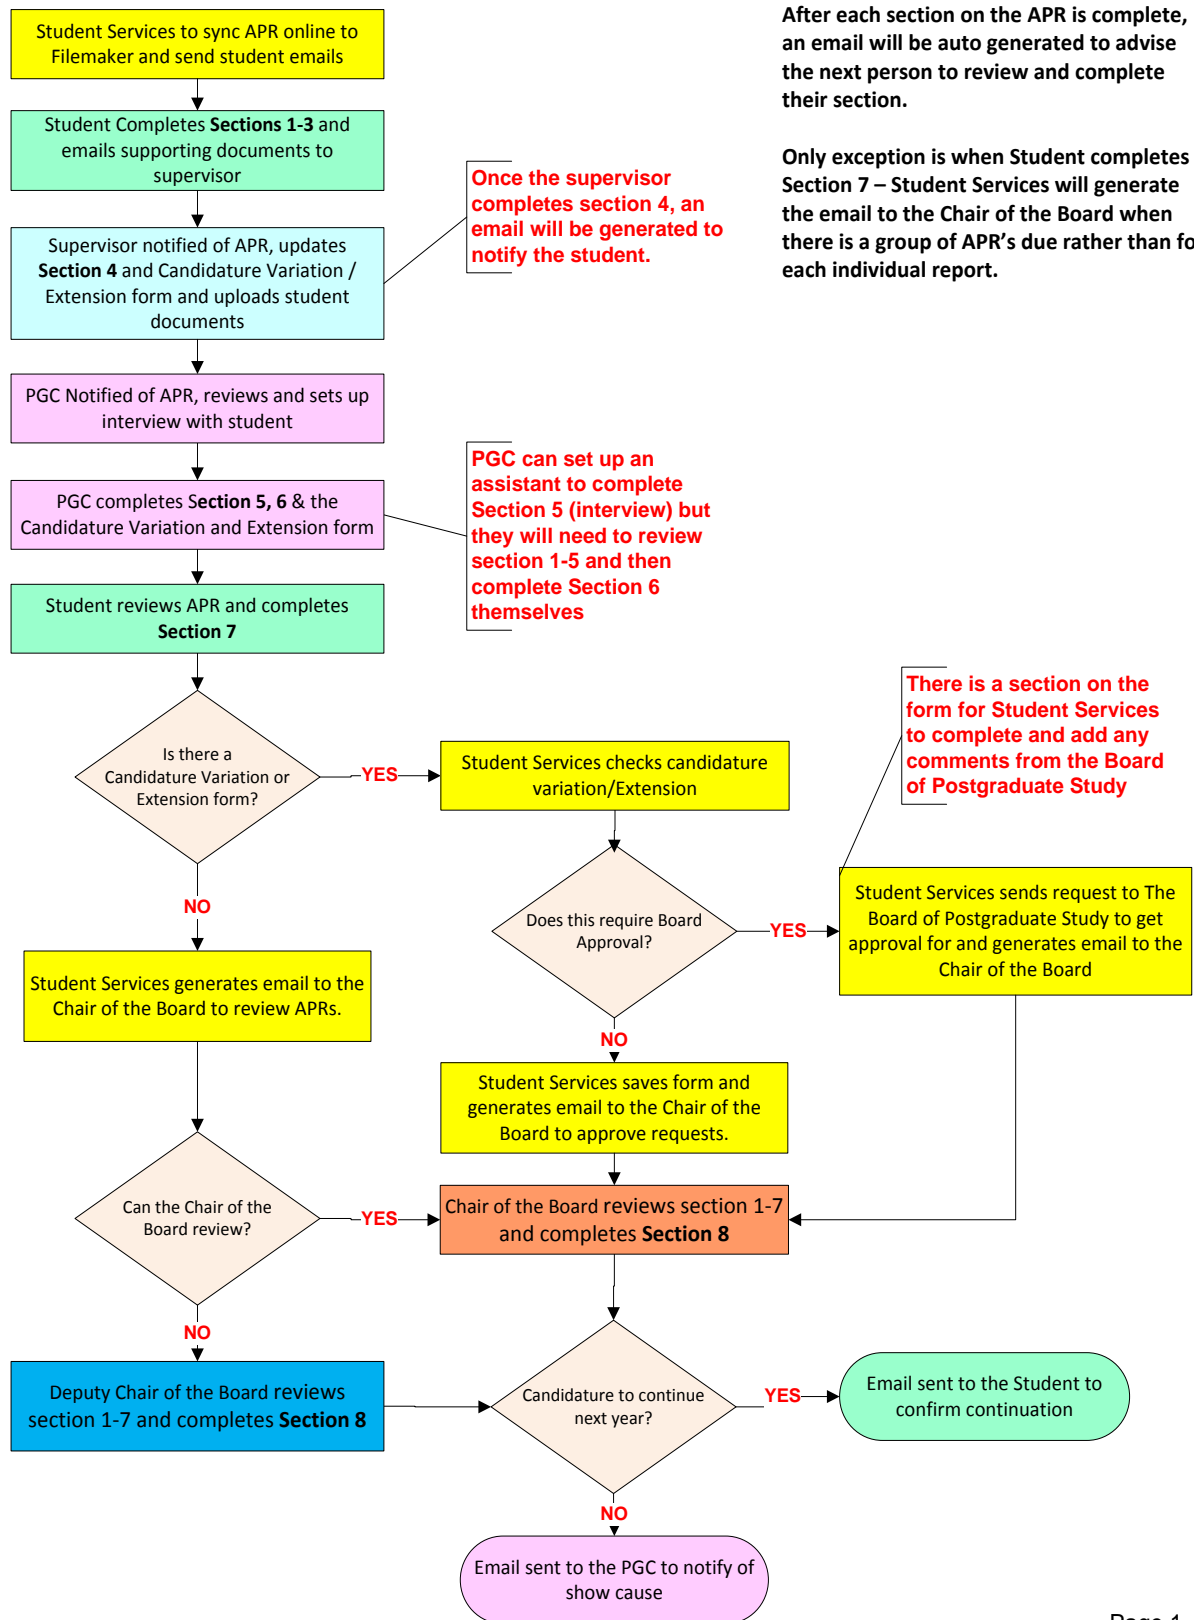 Student Services to sync APR online to
Filemaker and send student emails
After each section on the APR is complete,
an email will be auto generated to advise
the next person to review and complete
their section.
Only exception is when Student completes
Section 7 – Student Services will generate
the email to the Chair of the Board when
there is a group of APR's due rather than fo
each individual report.
Student Completes Sections 1-3 and
emails supporting documents to
supervisor
Once the supervisor
completes section 4, an
email will be generated to
notify the student.
Supervisor notified of APR, updates
Section 4 and Candidature Variation /
Extension form and uploads student
documents
PGC Notified of APR, reviews and sets up
interview with student
PGC can set up an
assistant to complete
Section 5 (interview) but
they will need to review
section 1-5 and then
complete Section 6
themselves
PGC completes Section 5, 6 & the
Candidature Variation and Extension form
Student reviews APR and completes
Section 7
There is a section on the
form for Student Services
to complete and add any
comments from the Board
of Postgraduate Study
Is there a
Candidature Variation or
Extension form?
YES
Student Services checks candidature
variation/Extension
NO
Does this require Board
Approval?
YES
Student Services sends request to The
Board of Postgraduate Study to get
approval for and generates email to the
Chair of the Board
Student Services generates email to the
Chair of the Board to review APRs.
NO
Student Services saves form and
generates email to the Chair of the
Board to approve requests.
Can the Chair of the
Board review?
YES
Chair of the Board reviews section 1-7
and completes Section 8
NO
Deputy Chair of the Board reviews
section 1-7 and completes Section 8
Candidature to continue
next year?
YES
Email sent to the Student to
confirm continuation
NO
Email sent to the PGC to notify of
show cause
Page 1